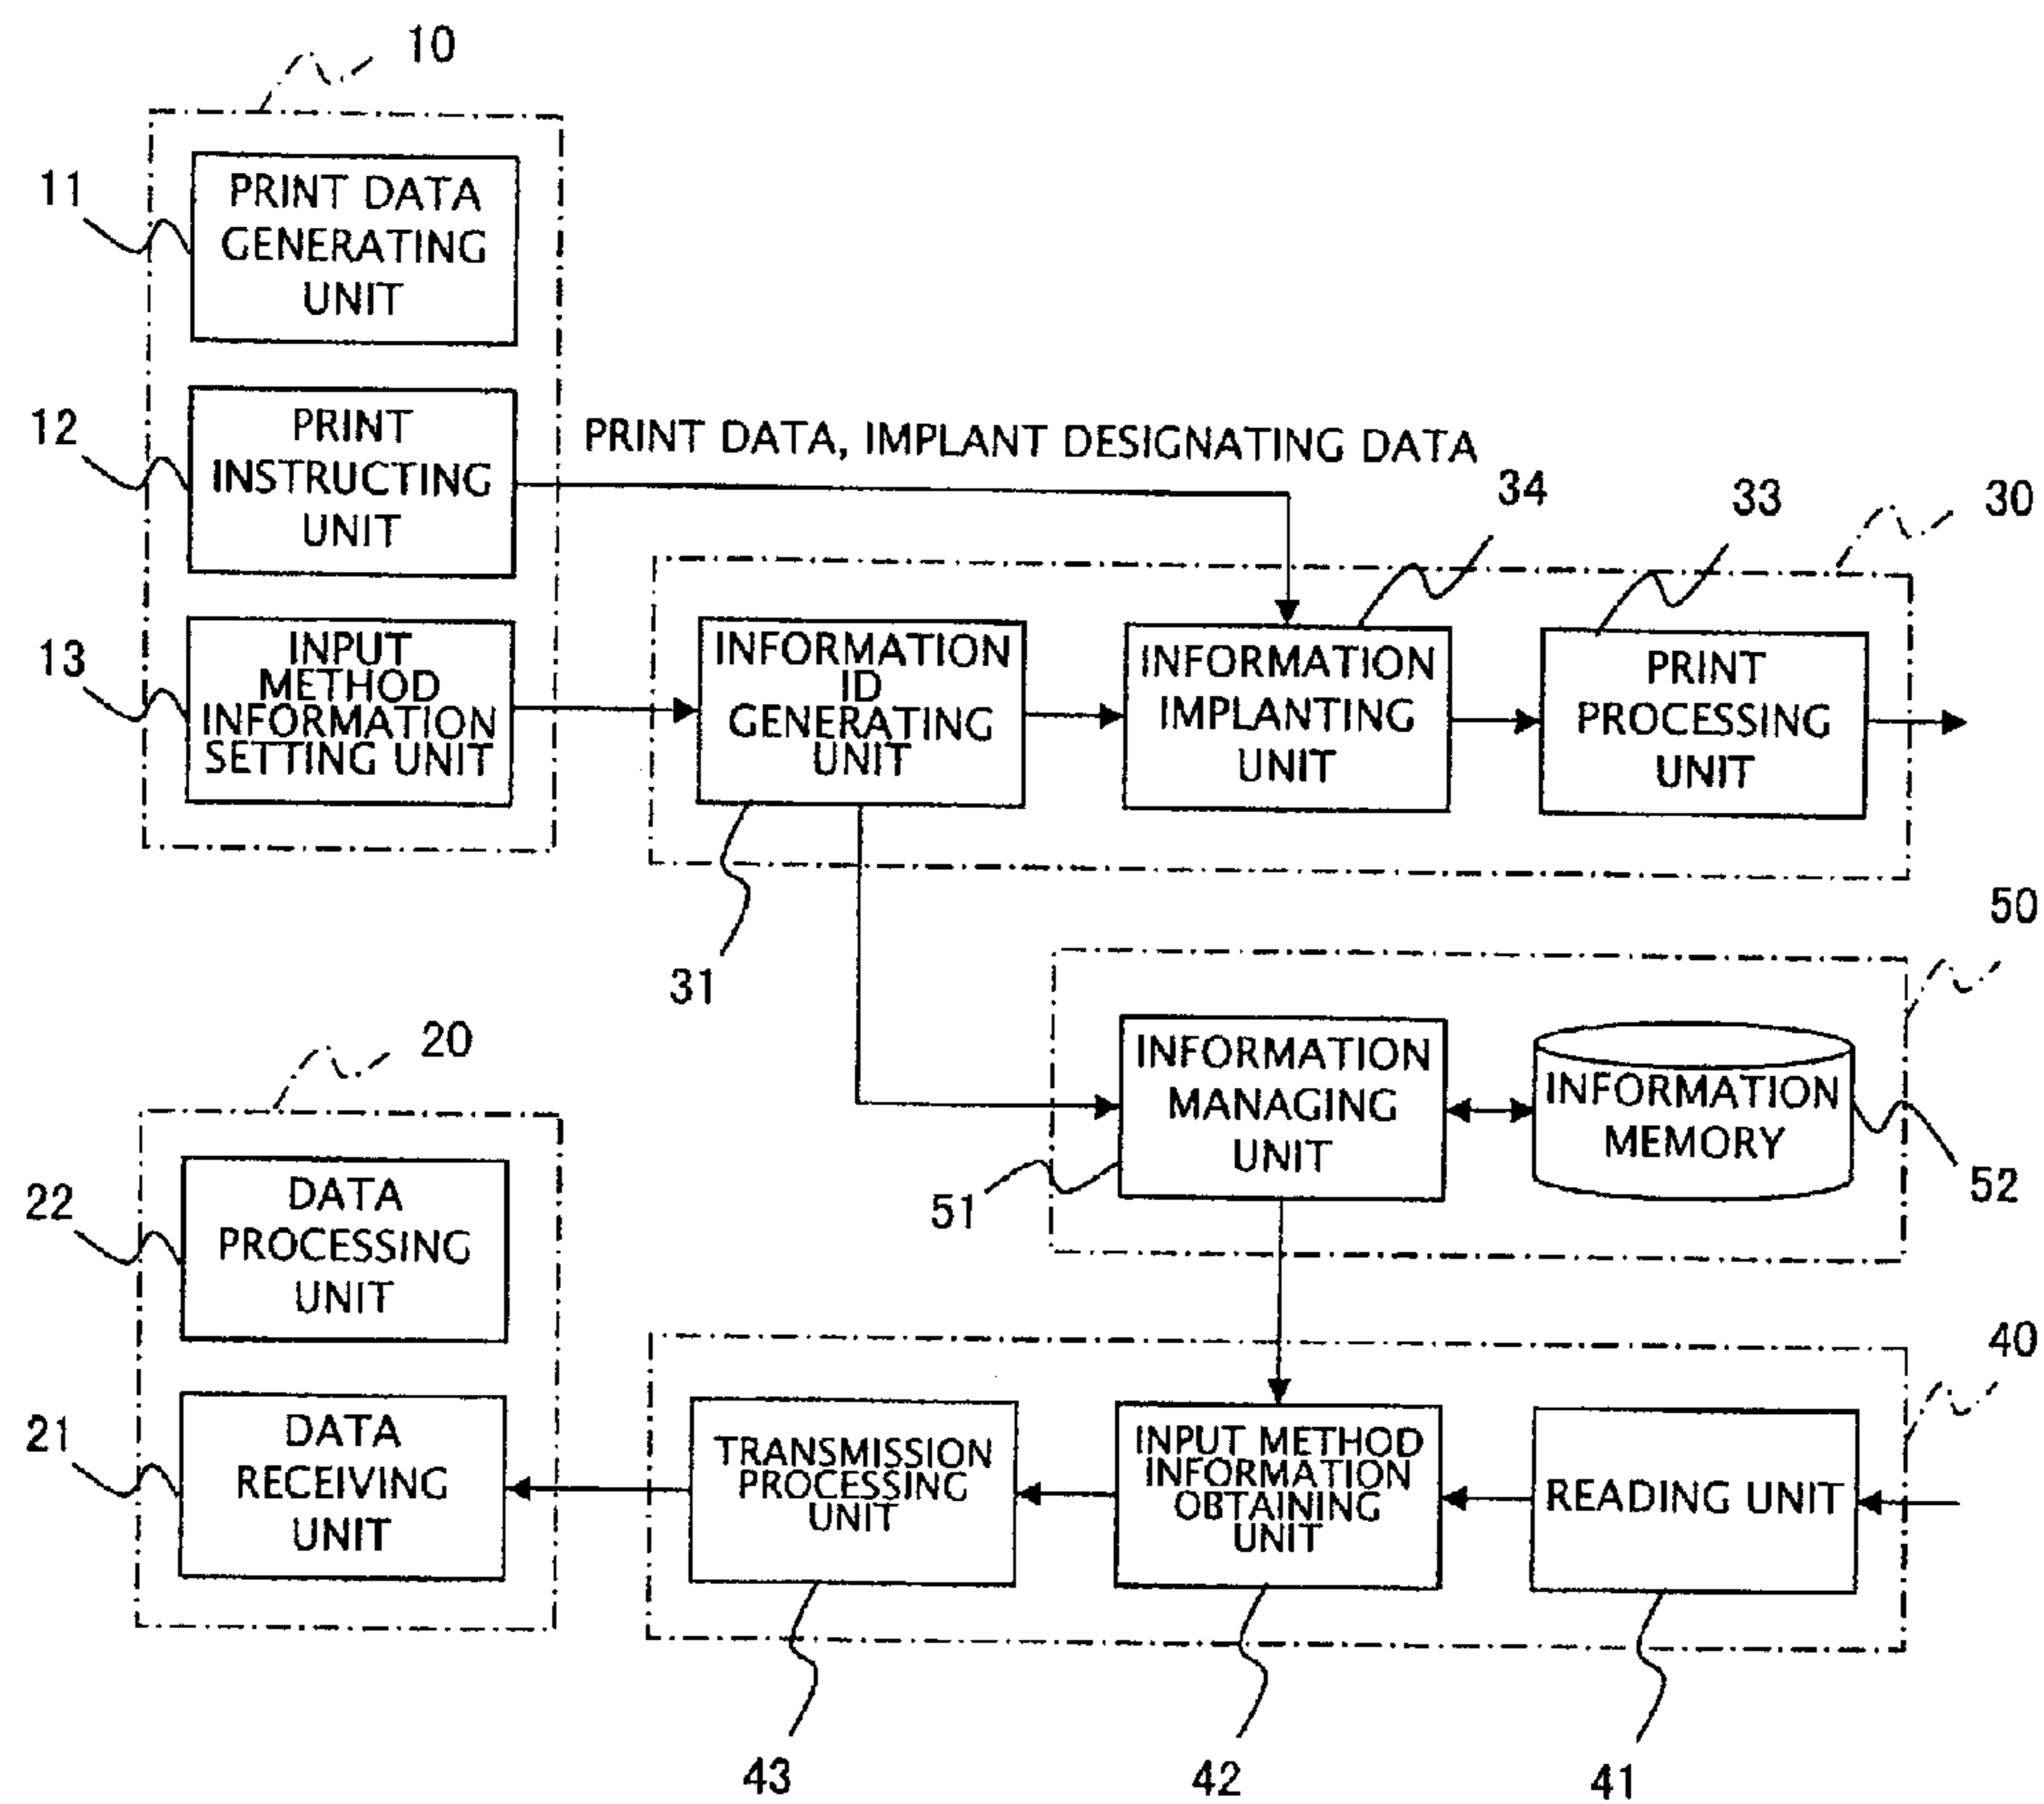 10
11
PRINT DATA
GENERATING
UNIT
12
PRINT
INSTRUCTING
UNIT
PRINT DATA, IMPLANT DESIGNATING DATA
34
33
30
13
INPUT
METHOD
INFORMATION
SETTING UNIT
INFORMATION
ID
GENERATING
UNIT
INFORMATION
IMPLANTING
UNIT
PRINT
PROCESSING
UNIT
31
50
INFORMATION
MANAGING
UNIT
INFORMATION
MEMORY
51
52
20
22
DATA
PROCESSING
UNIT
40
21
DATA
RECEIVING
UNIT
TRANSMISSION
PROCESSING
UNIT
INPUT METHOD
INFORMATION
OBTAINING
UNIT
READING UNIT
43
42
41